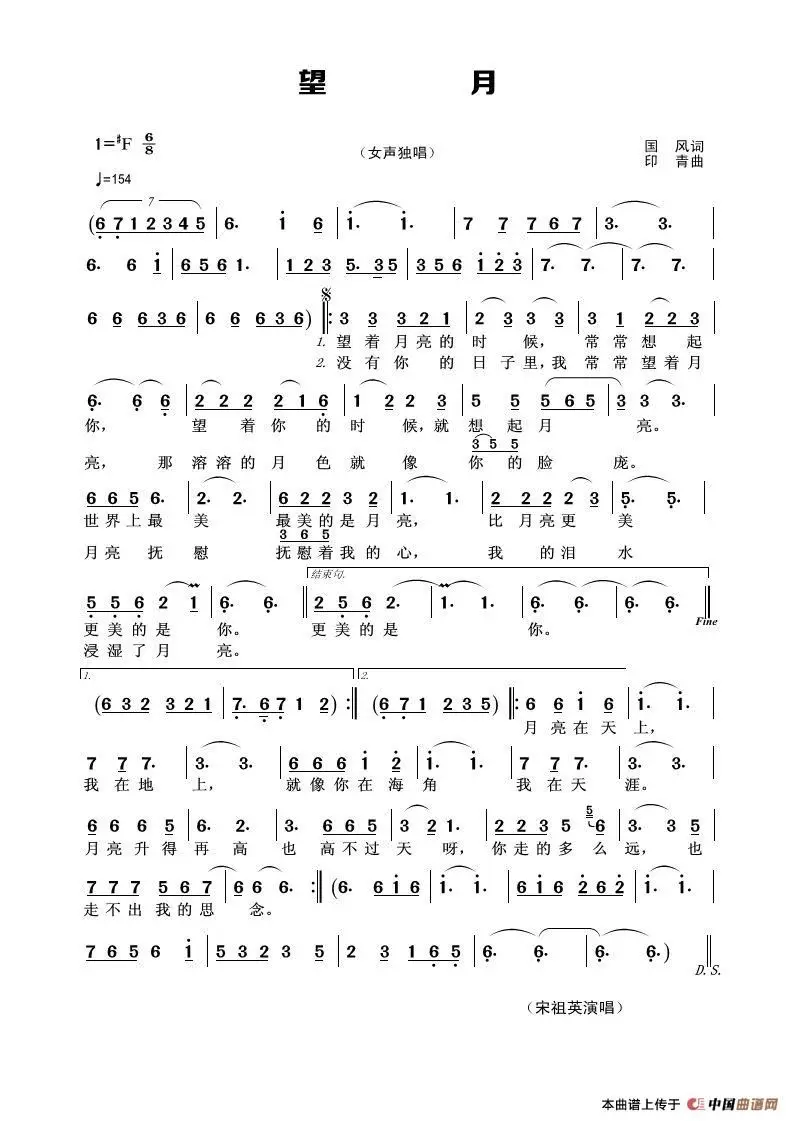 望 月
1=♯F 6/8
(女声独唱)
国 风词
印 青曲
♩=154
7
(6 7 1 2 3 4 5 | 6. i 6 | i. i. | 7 7 7 6 7 | 3. 3. |
6. 6 i | 6 5 6 1. | 1 2 3 5. 3 5 | 3 5 6 i 2 3 | 7. 7. | 7. 7. |
6 6 6 3 6 | 6 6 6 3 6) ‖: 3 3 3 2 1 | 2 3 3 3 | 3 1 2 2 3 |
1. 望 着 月 亮 的 时 候, 常 常 想 起
2. 没 有 你 的 日 子 里, 我 常 常 望 着 月
6. 6 6 | 2 2 2 2 1 6 | 1 2 2 3 | 5 5 5 6 5 | 3 3 3. |
你, 望 着 你 的 时 候, 就 想 起 月 亮。
3 5 5
亮, 那 溶 溶 的 月 色 就 像 你 的 脸 庞。
6 6 5 6. | 2. 2. | 6 2 2 3 2 | 1. 1. | 2 2 2 2 3 | 5. 5. |
世 界 上 最 美 最 美 的 是 月 亮, 比 月 亮 更 美
3 6 5
月 亮 抚 慰 抚 慰 着 我 的 心, 我 的 泪 水
结束句.
5 5 6 2 1 | 6. 6. ‖ 2 5 6 2. | 1. 1. | 6. 6. | 6. 6. ‖
Fine
更 美 的 是 你。 更 美 的 是 你。
浸 湿 了 月 亮。
1. 2.
(6 3 2 3 2 1 | 7. 6 7 1 2) :‖ (6 7 1 2 3 5) ‖: 6 6 i 6 | i. i. |
月 亮 在 天 上,
7 7 7. | 3. 3. | 6 6 6 i 2 | i. i. | 7 7 7. | 3. 3. |
我 在 地 上, 就 像 你 在 海 角 我 在 天 涯。
6 6 6 5 | 6. 2. | 3. 6 6 5 | 3 2 1. | 2 2 3 5 5 6 | 3. 3 5 |
月 亮 升 得 再 高 也 高 不 过 天 呀, 你 走 的 多 么 远, 也
7 7 7 5 6 7 | 6 6 6. :‖ (6. 6 i 6 | i. i. | 6 i 6 2 6 2 | i. i. |
走 不 出 我 的 思 念。
7 6 5 6 i | 5 3 2 3 5 | 2 3 1 6 5 | 6. 6. | 6. 6.) ‖
D.S.
(宋祖英演唱)
本曲谱上传于 中国曲谱网